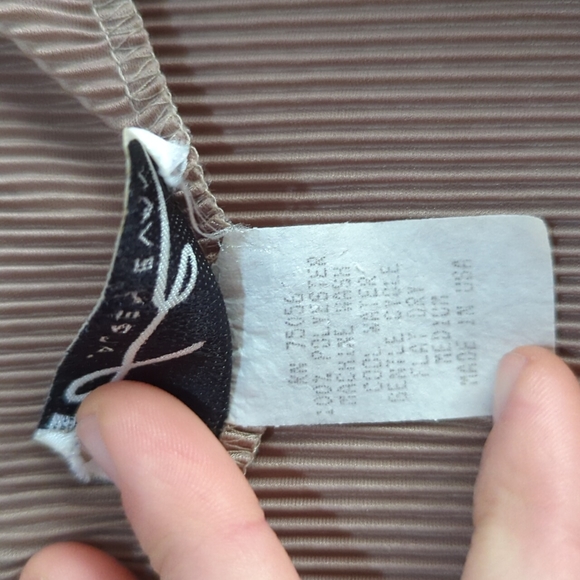 RN 75056
100% POLYESTER
MACHINE WASH
COOL WATER
GENTLE CYCLE
FLAT DRY
MEDIUM
MADE IN USA